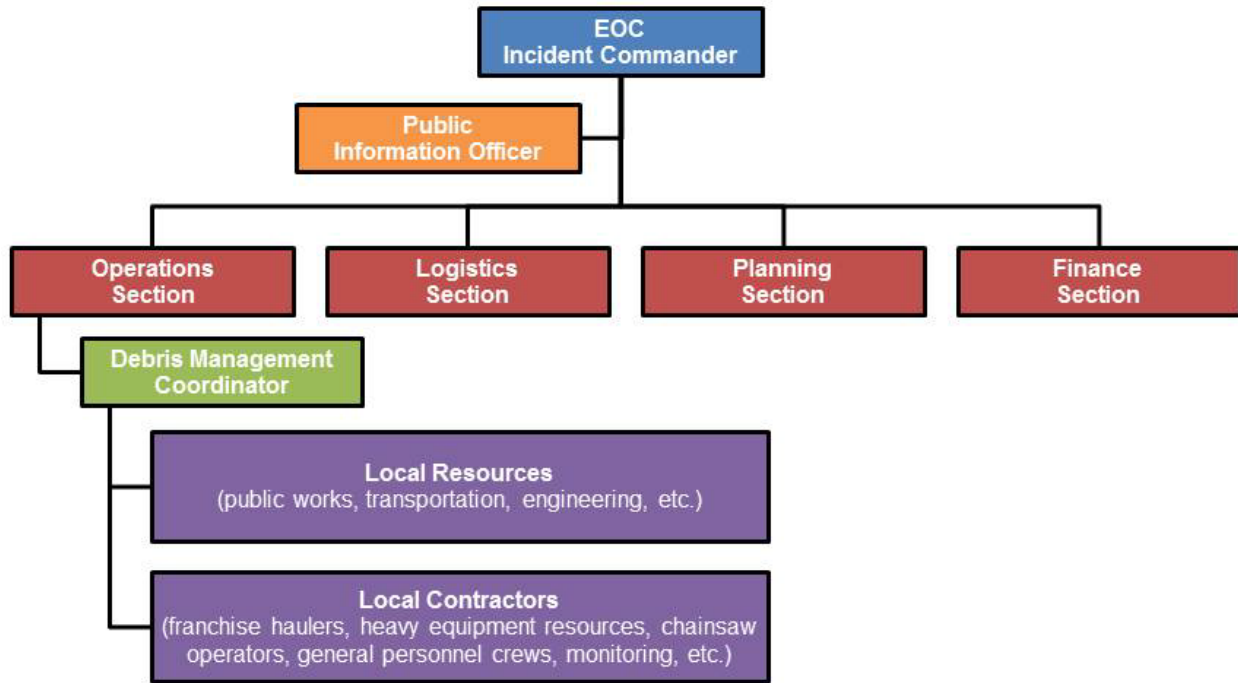 EOC
Incident Commander
Public
Information Officer
Operations
Section
Logistics
Section
Planning
Section
Finance
Section
Debris Management
Coordinator
Local Resources
(public works, transportation, engineering, etc.)
Local Contractors
(franchise haulers, heavy equipment resources, chainsaw
operators, general personnel crews, monitoring, etc.)